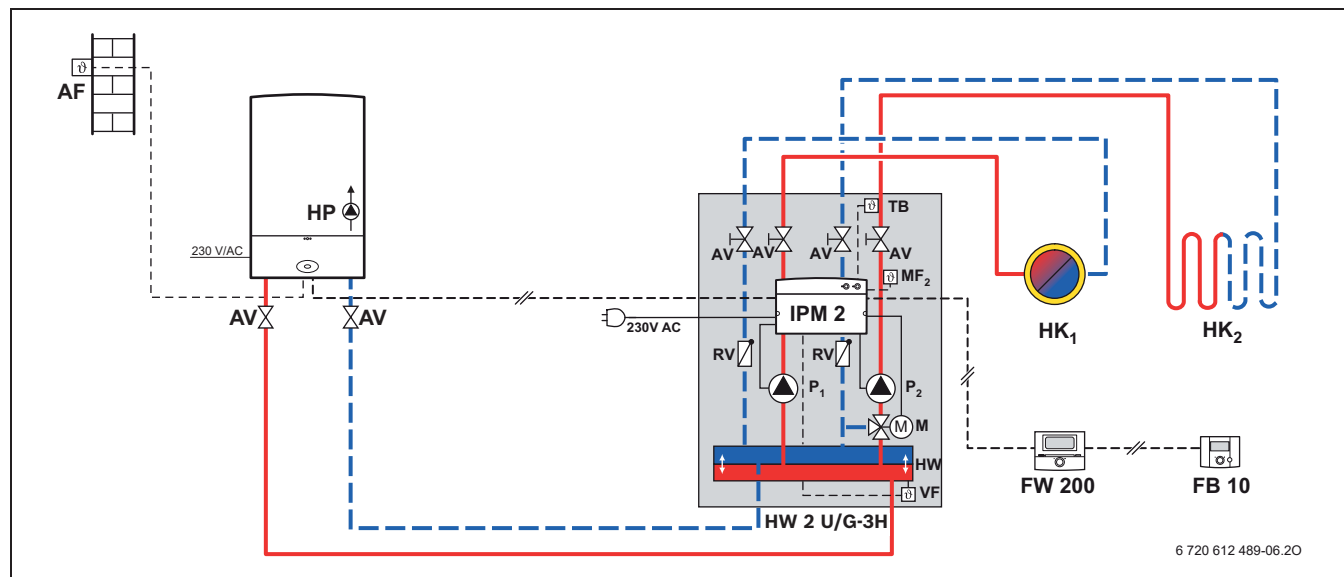 AF
ϑ
HP
230 V/AC
AV
AV
ϑ TB
AV
AV
AV
AV
ϑ MF2
IPM 2
230V AC
RV
RV
P1
P2
M M
HW
ϑ VF
HW 2 U/G-3H
HK1
HK2
FW 200
FB 10
6 720 612 489-06.2O